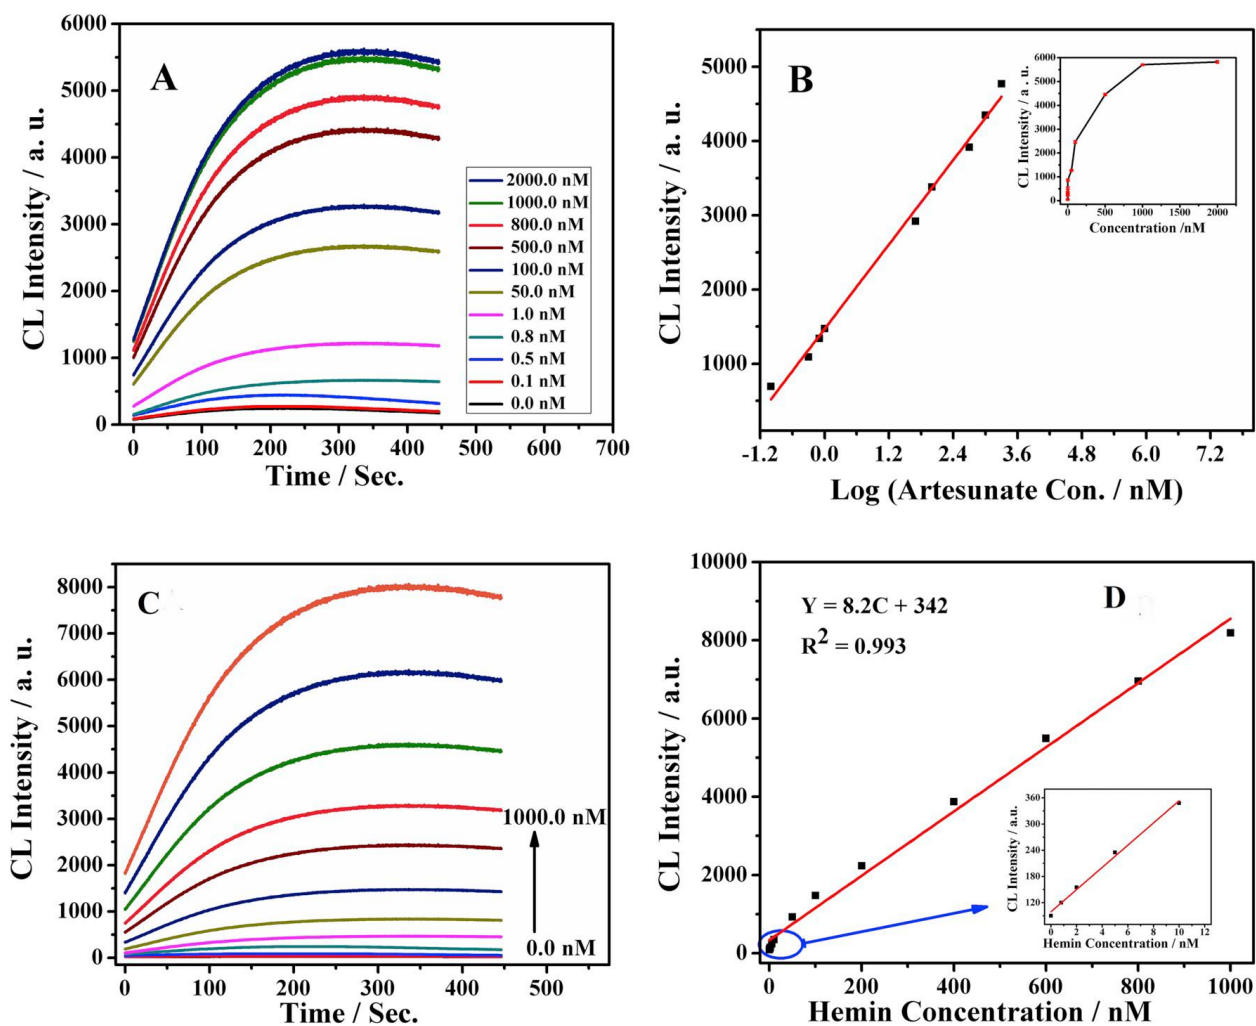 A
CL Intensity / a. u.
6000
5000
4000
3000
2000
1000
0
2000.0 nM
1000.0 nM
800.0 nM
500.0 nM
100.0 nM
50.0 nM
1.0 nM
0.8 nM
0.5 nM
0.1 nM
0.0 nM
0 100 200 300 400 500 600 700
Time / Sec.
B
CL Intensity / a. u.
5000
4000
3000
2000
1000
-1.2 0.0 1.2 2.4 3.6 4.8 6.0 7.2
Log (Artesunate Con. / nM)
CL Intensity / a . u.
6000
5000
4000
3000
2000
1000
0
0 500 1000 1500 2000
Concentration /nM
C
CL Intensity / a. u.
8000
7000
6000
5000
4000
3000
2000
1000
0
1000.0 nM
0.0 nM
0 100 200 300 400 500
Time / Sec.
D
Y = 8.2C + 342
R2 = 0.993
CL Intensity / a.u.
10000
8000
6000
4000
2000
0
0 200 400 600 800 1000
Hemin Concentration / nM
CL Intensity / a.u.
360
300
240
180
120
0 2 4 6 8 10 12
Hemin Concentration / nM